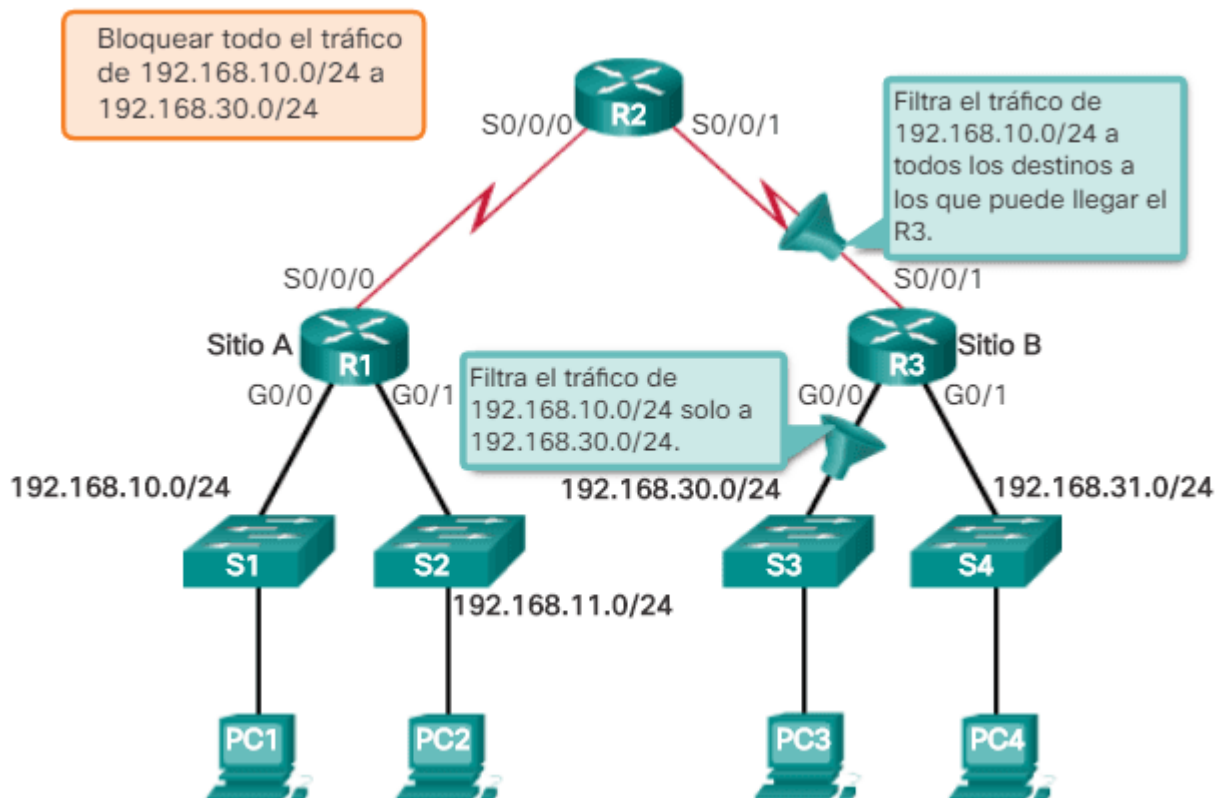 Bloquear todo el tráfico
de 192.168.10.0/24 a
192.168.30.0/24
R2
S0/0/0
S0/0/1
Filtra el tráfico de
192.168.10.0/24 a
todos los destinos a
los que puede llegar el
R3.
S0/0/0
S0/0/1
Sitio A
R1
R3
Sitio B
G0/0
G0/1
Filtra el tráfico de
192.168.10.0/24 solo a
192.168.30.0/24.
G0/0
G0/1
192.168.10.0/24
192.168.30.0/24
192.168.31.0/24
S1
S2
S3
S4
192.168.11.0/24
PC1
PC2
PC3
PC4